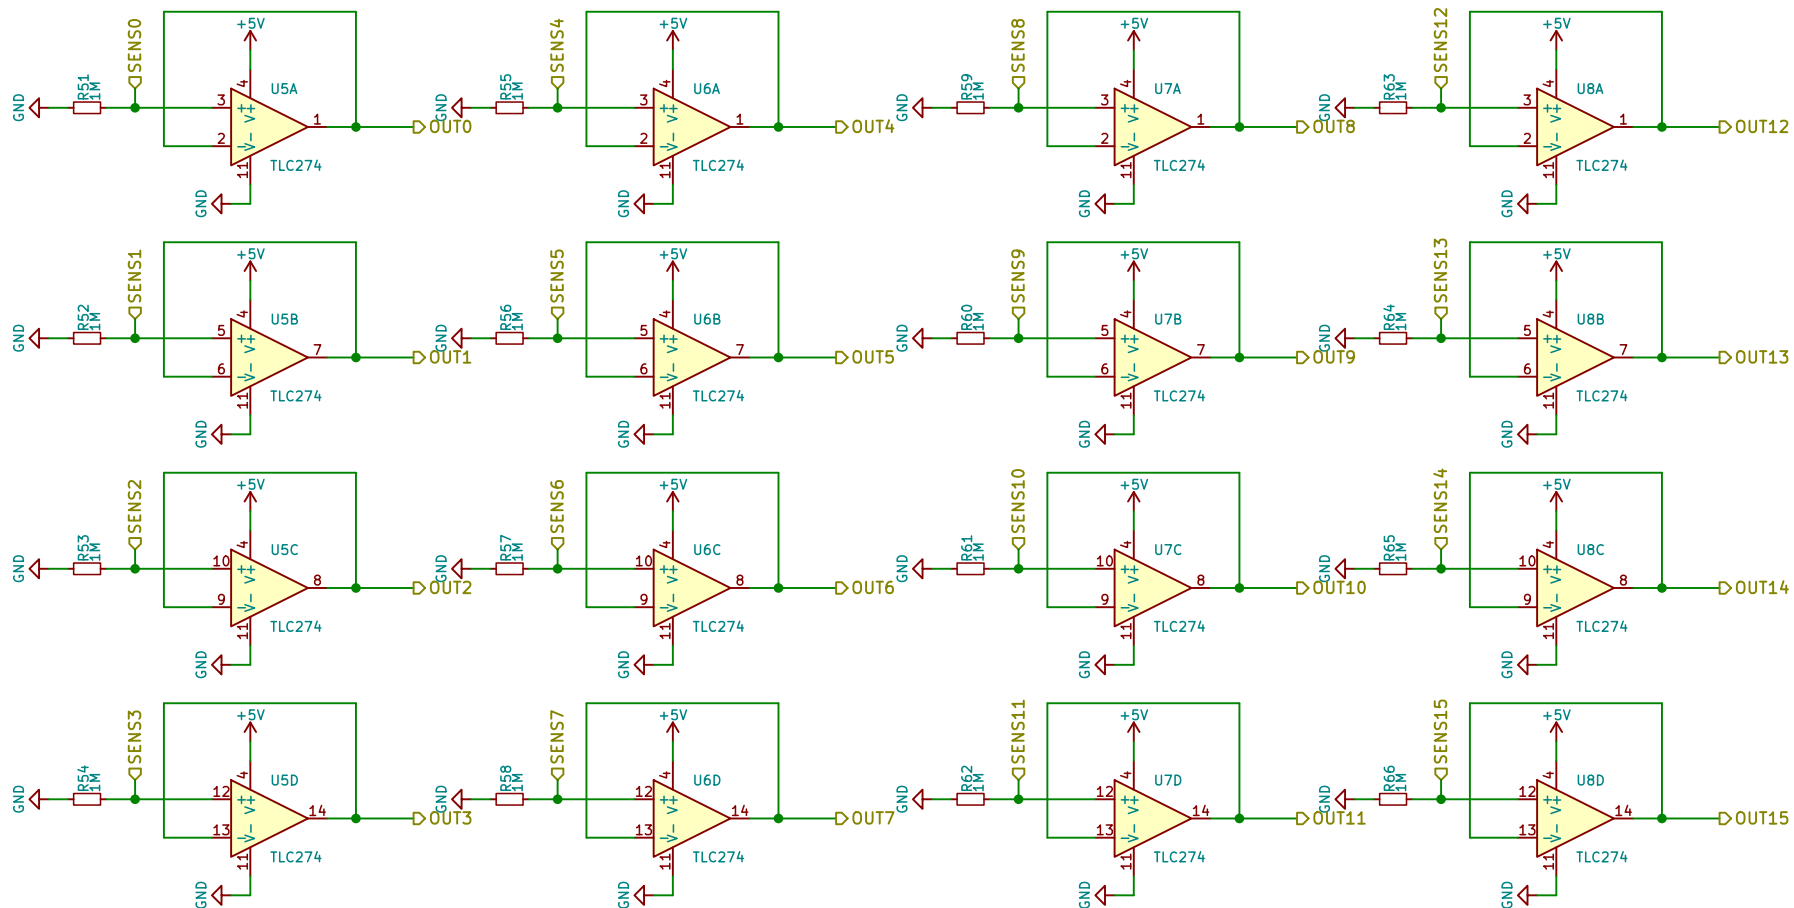 SENS0
+5V
R51
1M
GND
U5A
4
3
2
1
11
+
-
V+
V-
TLC274
GND
OUT0
SENS4
+5V
R55
1M
GND
U6A
4
3
2
1
11
+
-
V+
V-
TLC274
GND
OUT4
SENS8
+5V
R59
1M
GND
U7A
4
3
2
1
11
+
-
V+
V-
TLC274
GND
OUT8
SENS12
+5V
R63
1M
GND
U8A
4
3
2
1
11
+
-
V+
V-
TLC274
GND
OUT12
SENS1
+5V
R52
1M
GND
U5B
4
5
6
7
11
+
-
V+
V-
TLC274
GND
OUT1
SENS5
+5V
R56
1M
GND
U6B
4
5
6
7
11
+
-
V+
V-
TLC274
GND
OUT5
SENS9
+5V
R60
1M
GND
U7B
4
5
6
7
11
+
-
V+
V-
TLC274
GND
OUT9
SENS13
+5V
R64
1M
GND
U8B
4
5
6
7
11
+
-
V+
V-
TLC274
GND
OUT13
SENS2
+5V
R53
1M
GND
U5C
4
10
9
8
11
+
-
V+
V-
TLC274
GND
OUT2
SENS6
+5V
R57
1M
GND
U6C
4
10
9
8
11
+
-
V+
V-
TLC274
GND
OUT6
SENS10
+5V
R61
1M
GND
U7C
4
10
9
8
11
+
-
V+
V-
TLC274
GND
OUT10
SENS14
+5V
R65
1M
GND
U8C
4
10
9
8
11
+
-
V+
V-
TLC274
GND
OUT14
SENS3
+5V
R54
1M
GND
U5D
4
12
13
14
11
+
-
V+
V-
TLC274
GND
OUT3
SENS7
+5V
R58
1M
GND
U6D
4
12
13
14
11
+
-
V+
V-
TLC274
GND
OUT7
SENS11
+5V
R62
1M
GND
U7D
4
12
13
14
11
+
-
V+
V-
TLC274
GND
OUT11
SENS15
+5V
R66
1M
GND
U8D
4
12
13
14
11
+
-
V+
V-
TLC274
GND
OUT15